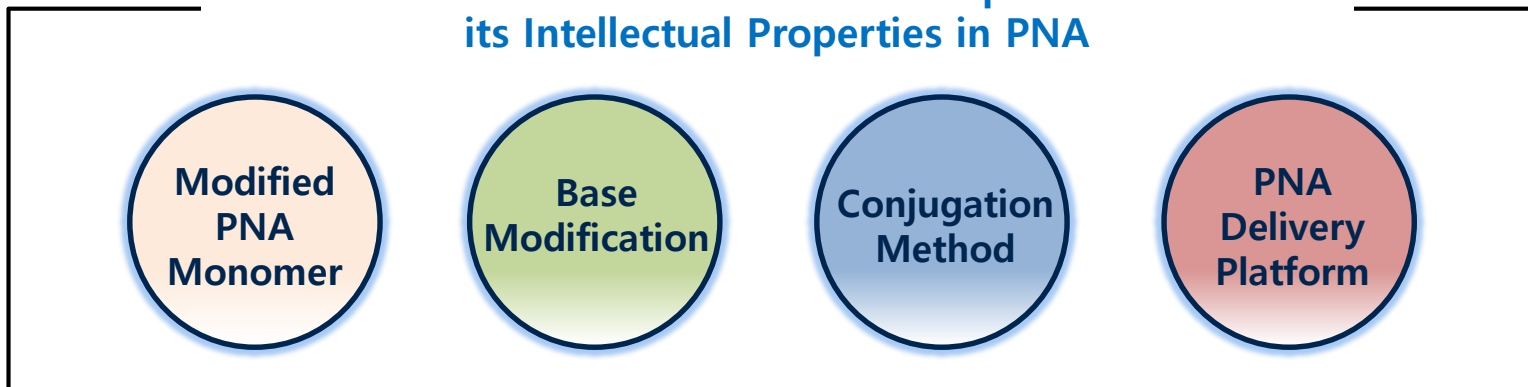 its Intellectual Properties in PNA
Modified
PNA
Monomer
Base
Modification
Conjugation
Method
PNA
Delivery
Platform